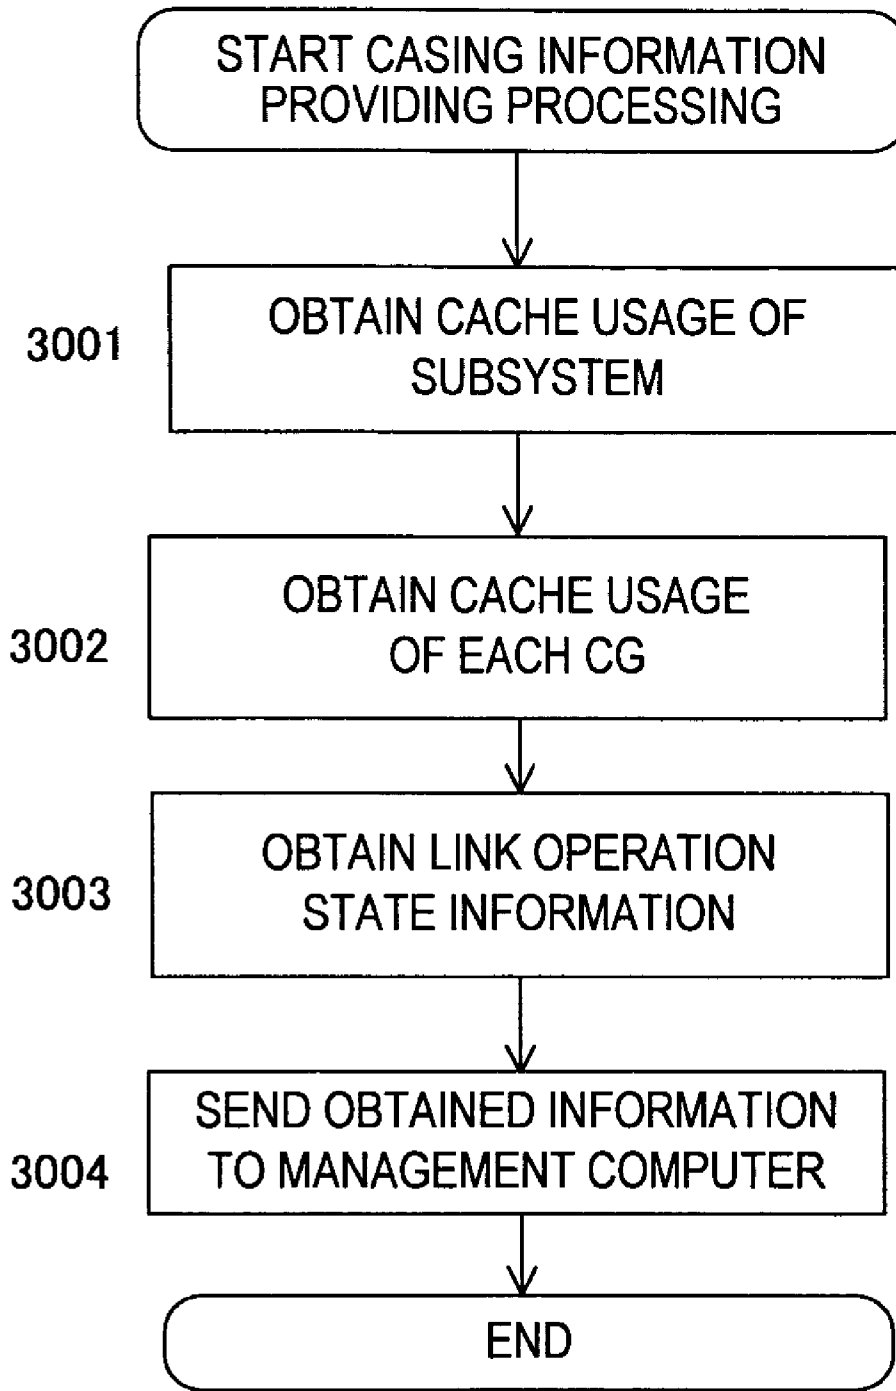 START CASING INFORMATION
PROVIDING PROCESSING
3001
OBTAIN CACHE USAGE OF
SUBSYSTEM
3002
OBTAIN CACHE USAGE
OF EACH CG
3003
OBTAIN LINK OPERATION
STATE INFORMATION
3004
SEND OBTAINED INFORMATION
TO MANAGEMENT COMPUTER
END